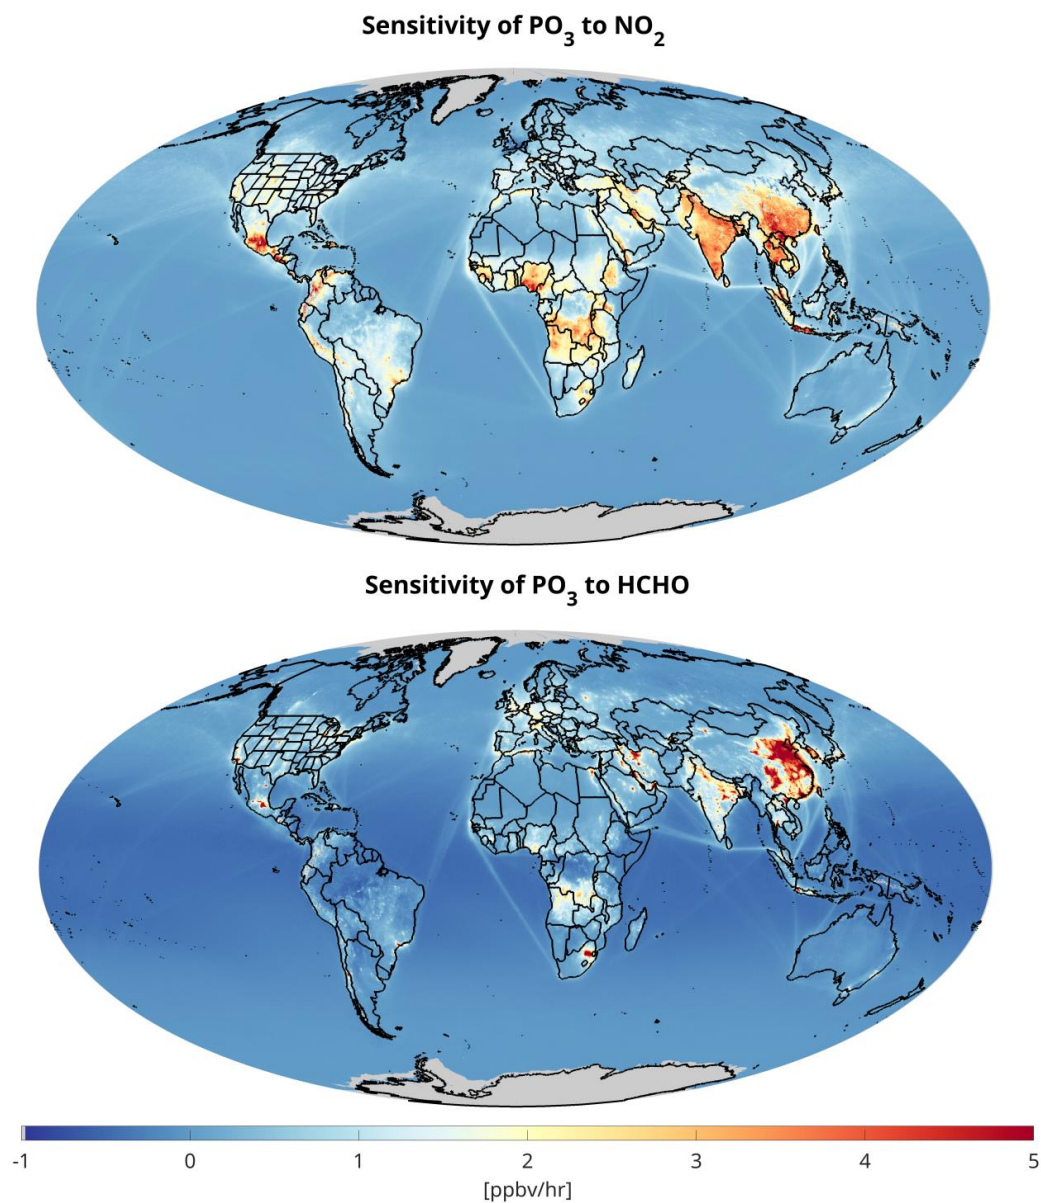 Sensitivity of PO₃ to NO₂
Sensitivity of PO₃ to HCHO
-1 0 1 2 3 4 5
[ppbv/hr]